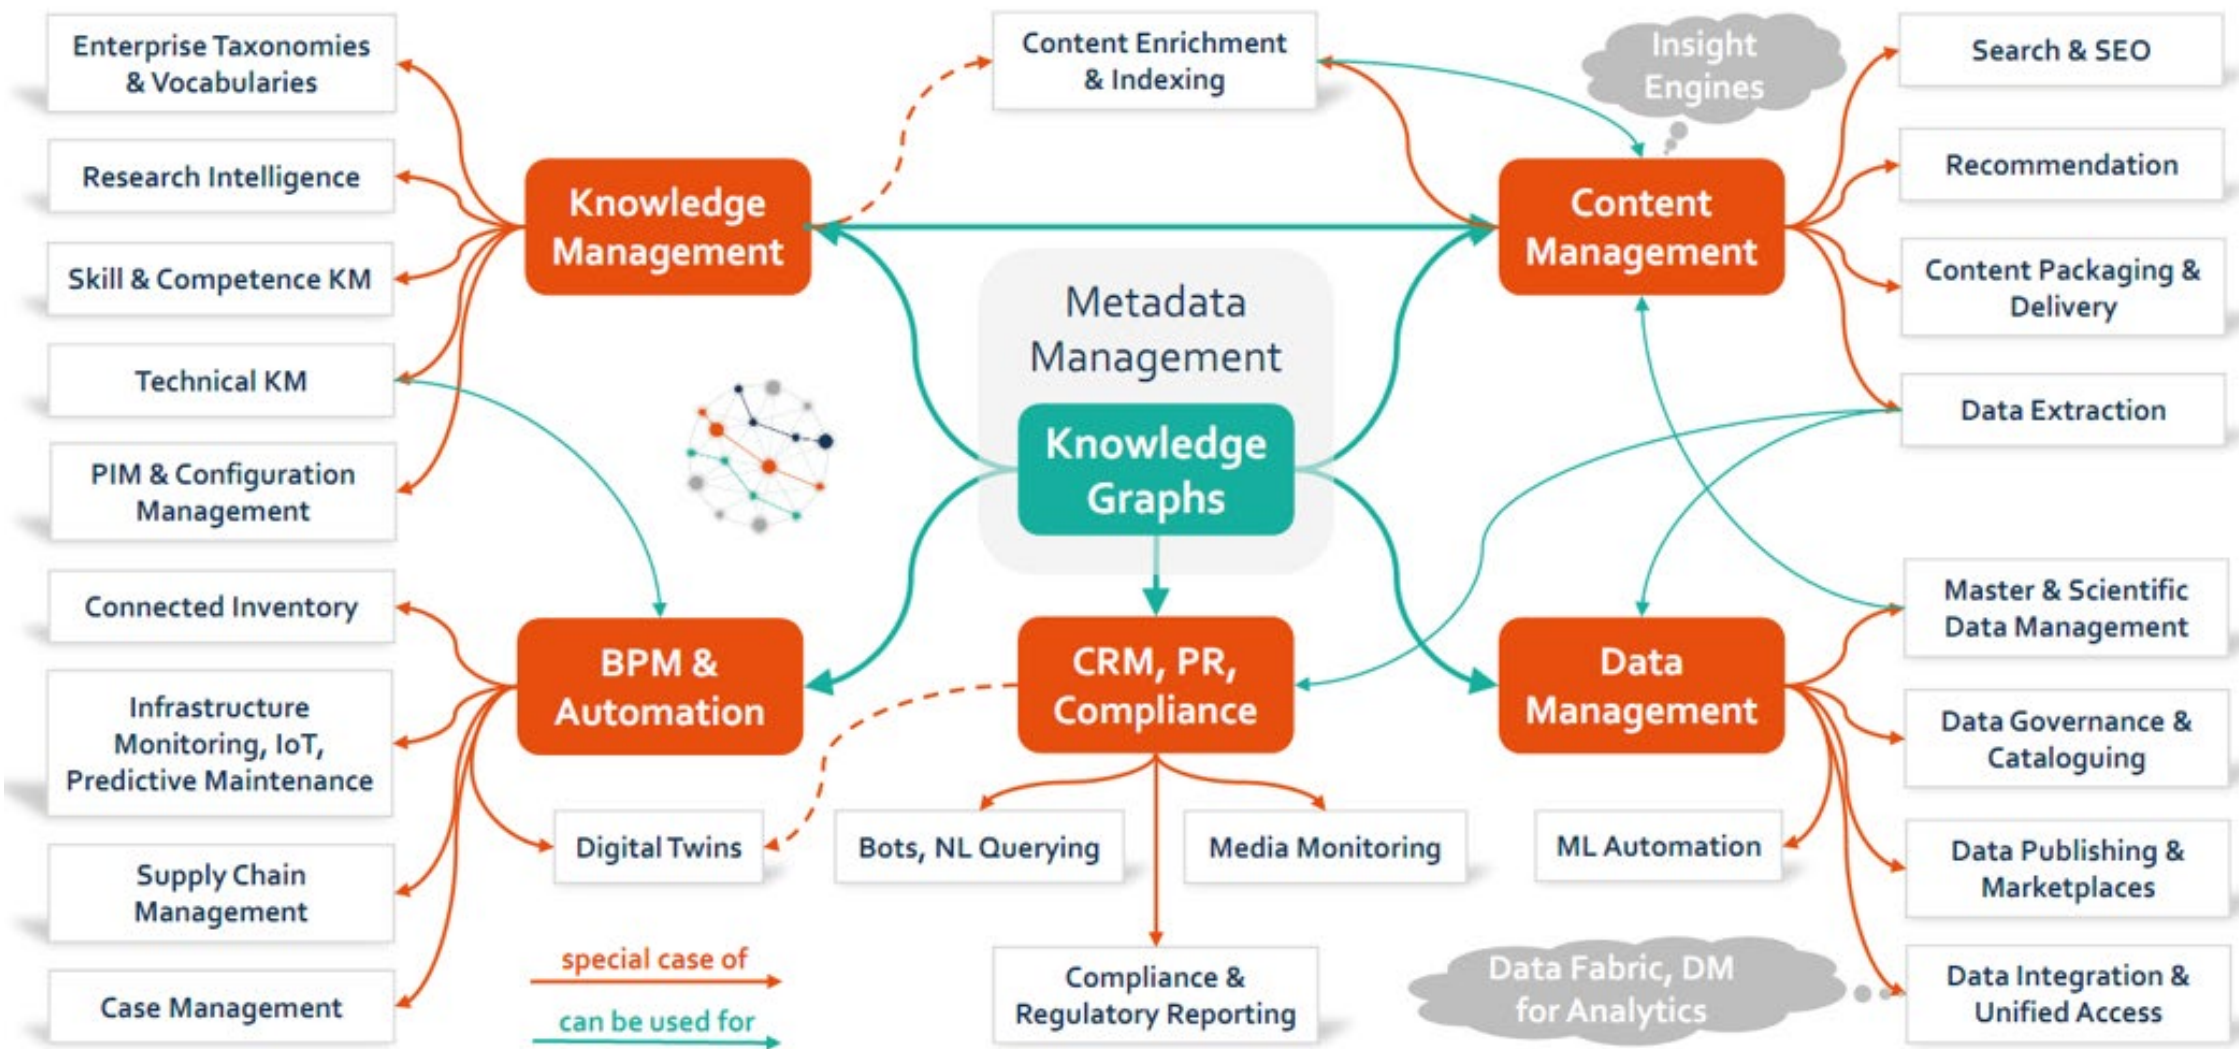 Enterprise Taxonomies
& Vocabularies
Research Intelligence
Skill & Competence KM
Technical KM
PIM & Configuration
Management
Connected Inventory
Infrastructure
Monitoring, IoT,
Predictive Maintenance
Supply Chain
Management
Case Management
Knowledge
Management
BPM &
Automation
Digital Twins
special case of
can be used for
Content Enrichment
& Indexing
Metadata
Management
Knowledge
Graphs
CRM, PR,
Compliance
Bots, NL Querying
Media Monitoring
Compliance &
Regulatory Reporting
Insight
Engines
Content
Management
Data
Management
ML Automation
Data Fabric, DM
for Analytics
Search & SEO
Recommendation
Content Packaging &
Delivery
Data Extraction
Master & Scientific
Data Management
Data Governance &
Cataloguing
Data Publishing &
Marketplaces
Data Integration &
Unified Access